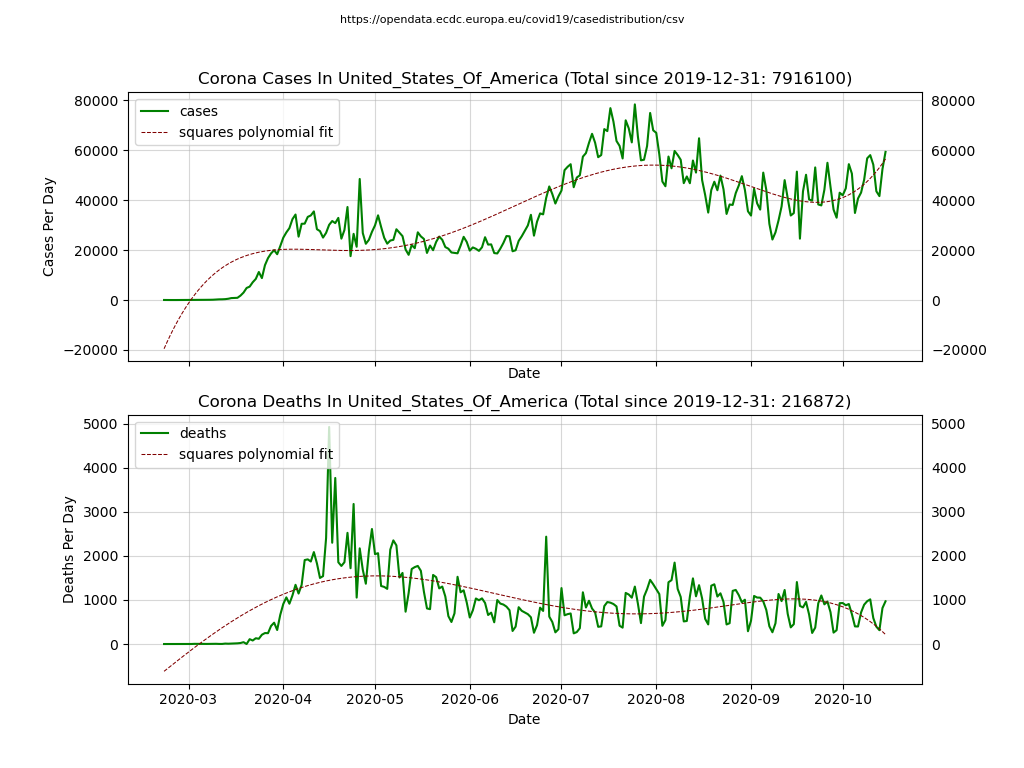 https://opendata.ecdc.europa.eu/covid19/casedistribution/csv
Corona Cases In United_States_Of_America (Total since 2019-12-31: 7916100)
cases
squares polynomial fit
80000
60000
40000
20000
0
−20000
80000
60000
40000
20000
0
−20000
Cases Per Day
Date
Corona Deaths In United_States_Of_America (Total since 2019-12-31: 216872)
deaths
squares polynomial fit
5000
4000
3000
2000
1000
0
5000
4000
3000
2000
1000
0
Deaths Per Day
2020-03 2020-04 2020-05 2020-06 2020-07 2020-08 2020-09 2020-10
Date